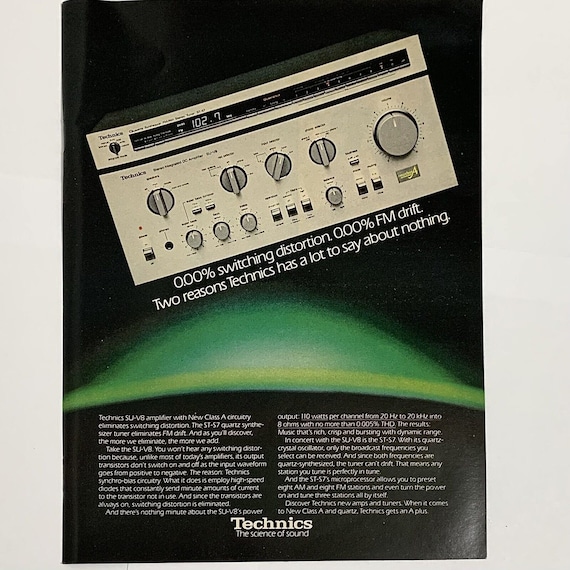 Technics
102.7
Technics
0.00% switching distortion. 0.00% FM drift.
Two reasons Technics has a lot to say about nothing.
Technics SU-V8 amplifier with New Class A circuitry
eliminates switching distortion. The ST-S7 quartz synthe-
sizer tuner eliminates FM drift. And as you'll discover,
the more we eliminate, the more we add.
Take the SU-V8. You won't hear any switching distor-
tion because, unlike most of today's amplifiers, its output
transistors don't switch on and off as the input waveform
goes from positive to negative. The reason: Technics
synchro-bias circuitry. What it does is employ high-speed
diodes that constantly send minute amounts of current
to the transistor not in use. And since the transistors are
always on, switching distortion is eliminated.
And there's nothing minute about the SU-V8's power
output: 110 watts per channel from 20 Hz to 20 kHz into
8 ohms with no more than 0.005% THD. The results:
Music that's rich, crisp and bursting with dynamic range.
In concert with the SU-V8 is the ST-S7. With its quartz-
crystal oscillator, only the broadcast frequencies you
select can be received. And since both frequencies are
quartz-synthesized, the tuner can't drift. That means any
station you tune is perfectly in tune.
And the ST-S7's microprocessor allows you to preset
eight AM and eight FM stations and even turn the power
on and tune three stations all by itself.
Discover Technics new amps and tuners. When it comes
to New Class A and quartz, Technics gets an A plus.
Technics
The science of sound